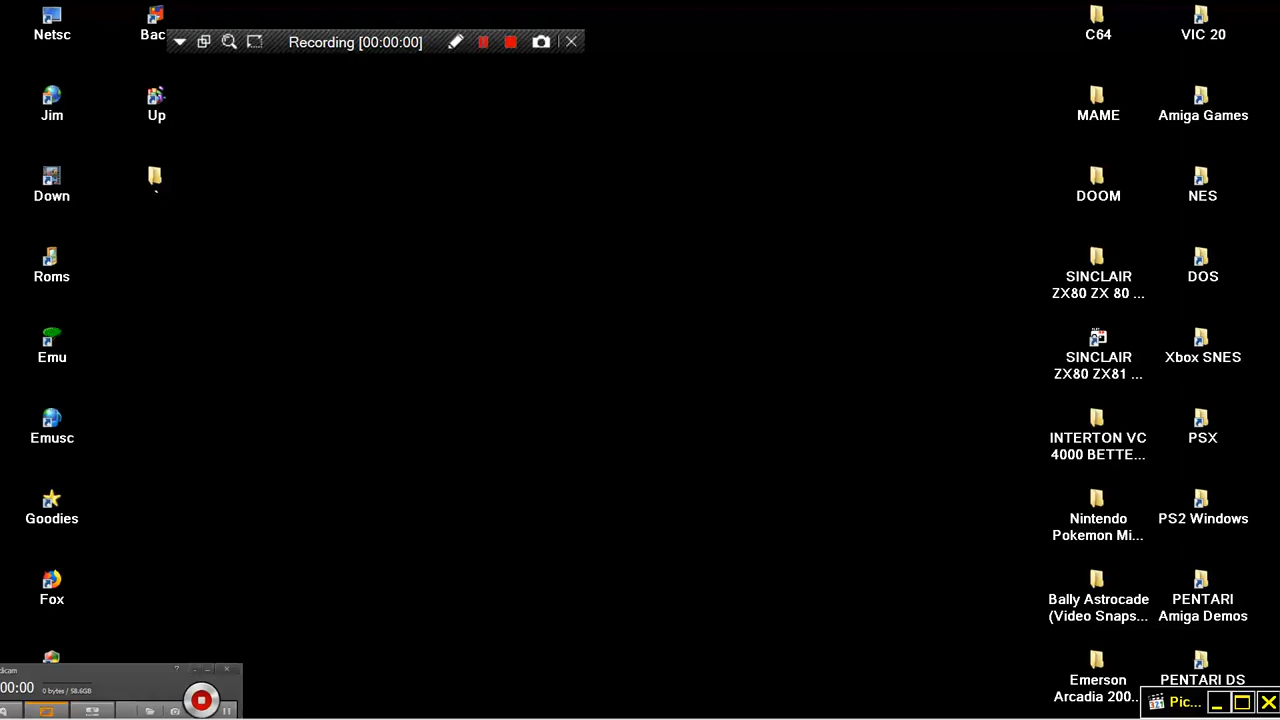 Netsc
Bac
Recording [00:00:00]
C64
VIC 20
Jim
Up
MAME
Amiga Games
Down
`
DOOM
NES
Roms
SINCLAIR
ZX80 ZX 80 ...
DOS
Emu
SINCLAIR
ZX80 ZX81 ...
Xbox SNES
Emusc
INTERTON VC
4000 BETTE...
PSX
Goodies
Nintendo
Pokemon Mi...
PS2 Windows
Fox
Bally Astrocade
(Video Snaps...
PENTARI
Amiga Demos
dicam
?
00:00
0 bytes / 58.6GB
Emerson
Arcadia 200...
PENTARI DS
Pic...